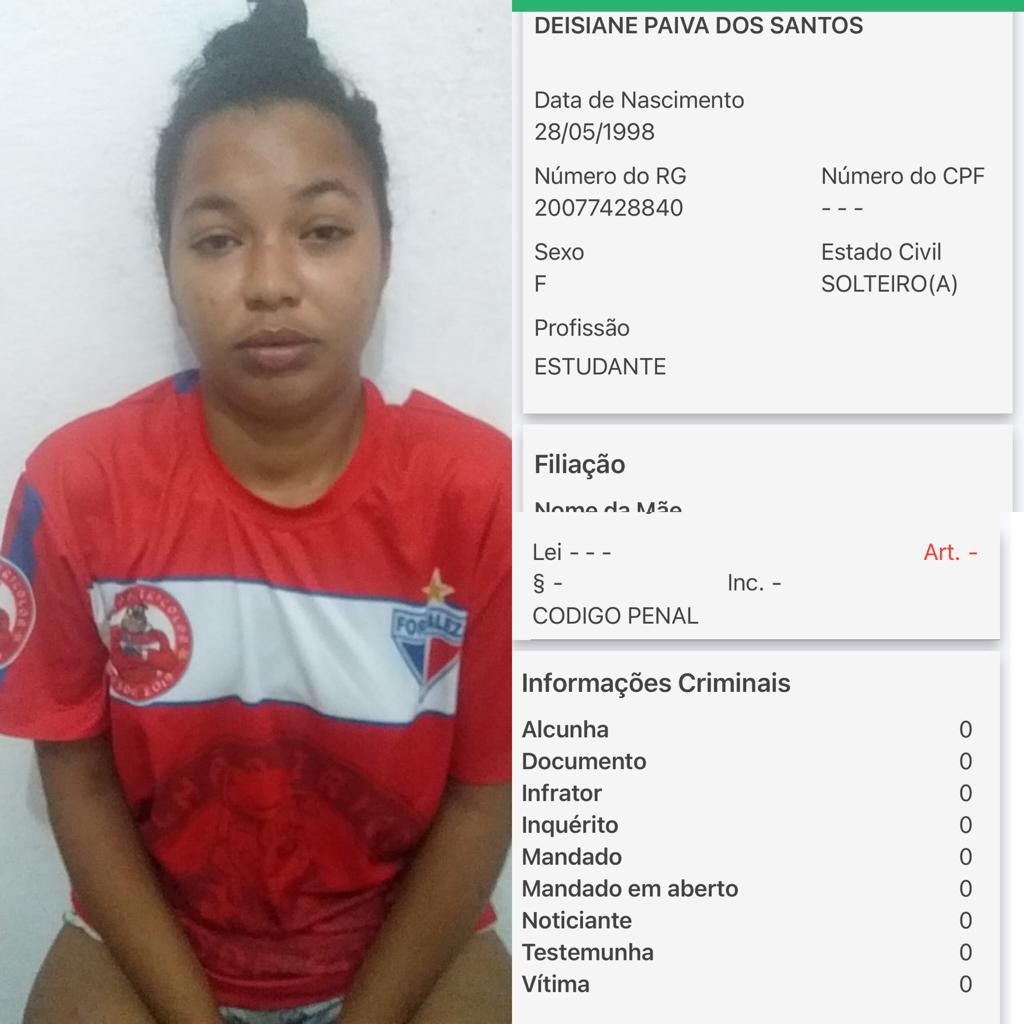 DEISIANE PAIVA DOS SANTOS
Data de Nascimento
28/05/1998
Número do RG Número do CPF
20077428840 - - -
Sexo Estado Civil
F SOLTEIRO(A)
Profissão
ESTUDANTE
Filiação
Nome da Mãe
Lei - - - Art. -
§ - Inc. -
CODIGO PENAL
Informações Criminais
Alcunha 0
Documento 0
Infrator 0
Inquérito 0
Mandado 0
Mandado em aberto 0
Noticiante 0
Testemunha 0
Vítima 0